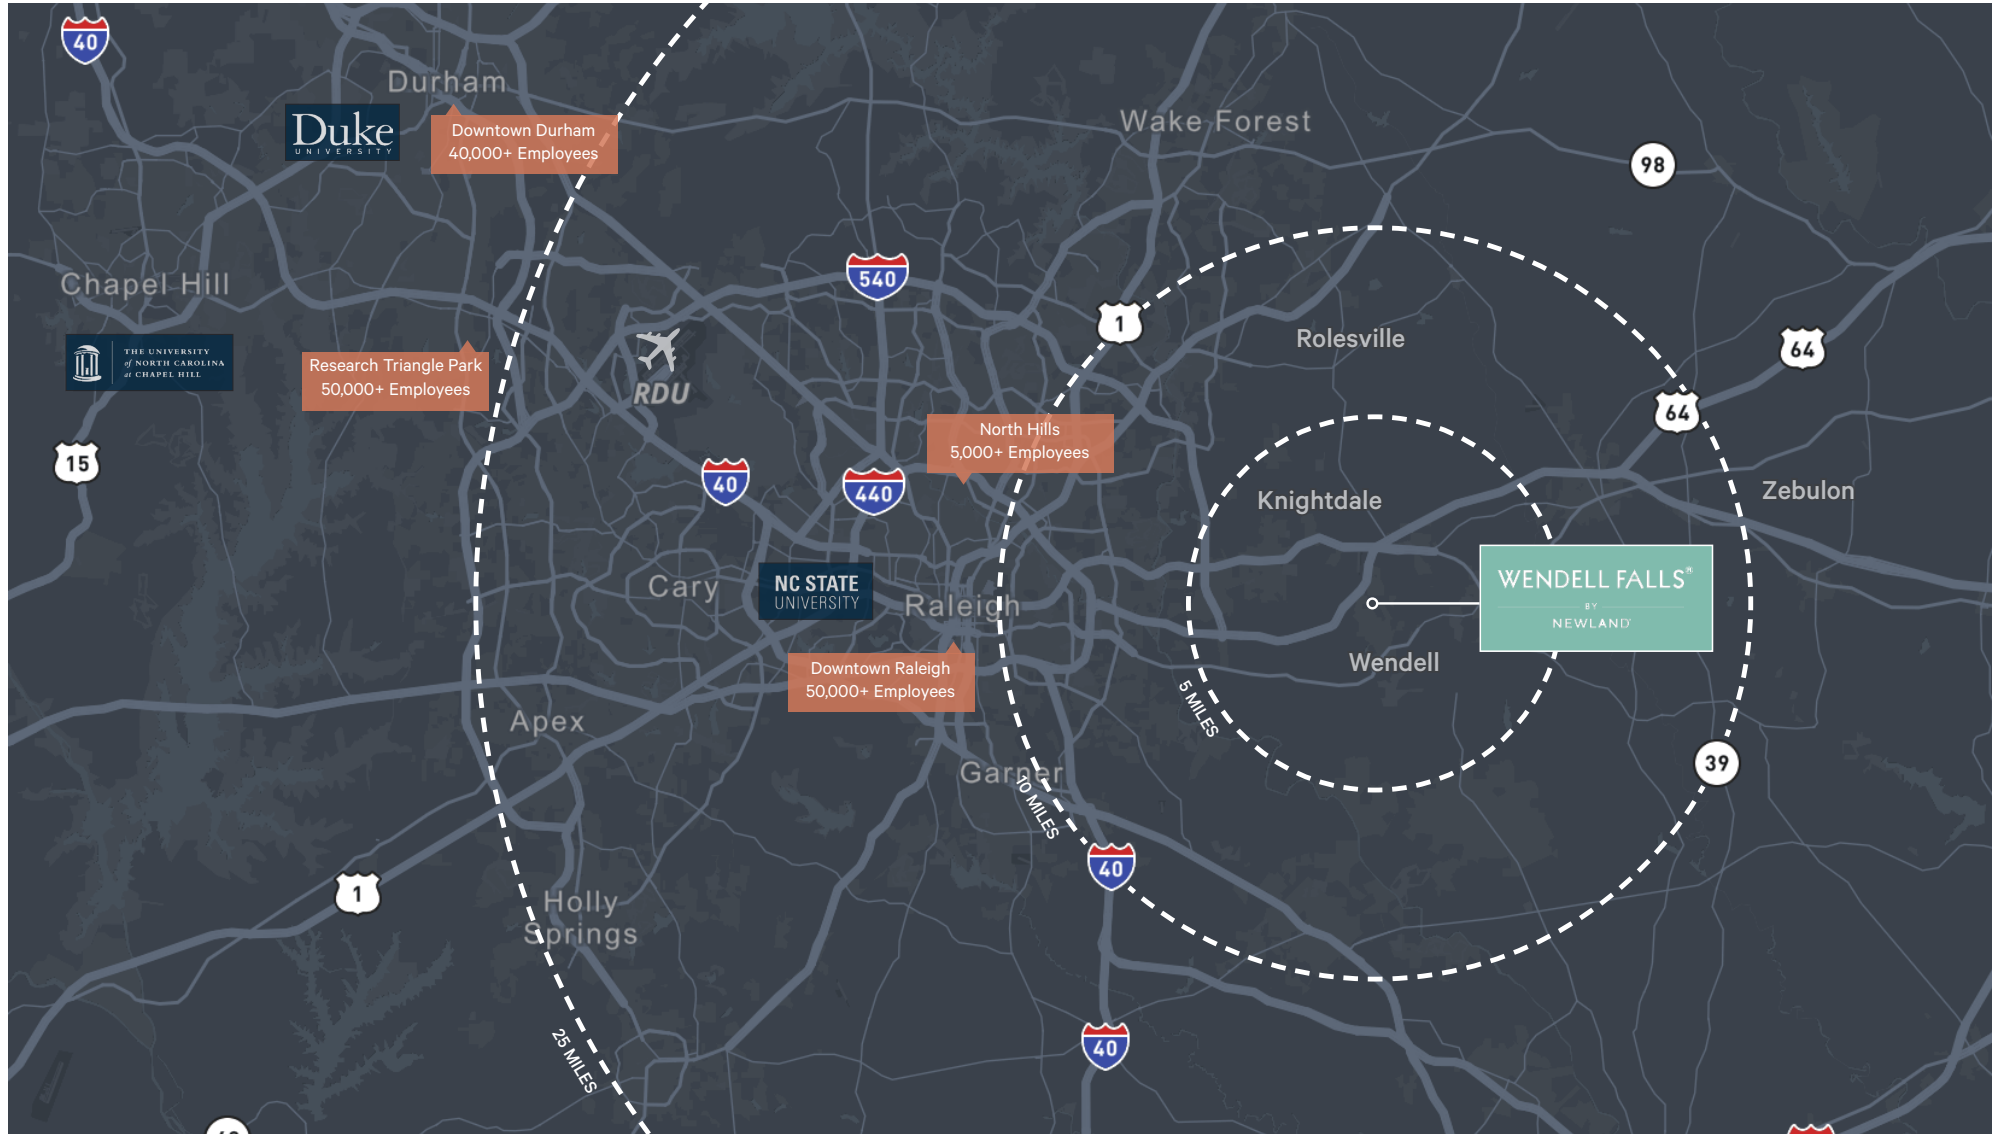 40
Durham
Duke
UNIVERSITY
Downtown Durham
40,000+ Employees
Wake Forest
98
Chapel Hill
540
1
THE UNIVERSITY
of NORTH CAROLINA
at CHAPEL HILL
Research Triangle Park
50,000+ Employees
RDU
Rolesville
64
64
North Hills
5,000+ Employees
15
40
440
Knightdale
Zebulon
Cary
NC STATE
UNIVERSITY
Raleigh
WENDELL FALLS®
BY
NEWLAND
Wendell
Downtown Raleigh
50,000+ Employees
5 MILES
Apex
Garner
10 MILES
39
40
1
Holly
Springs
25 MILES
40